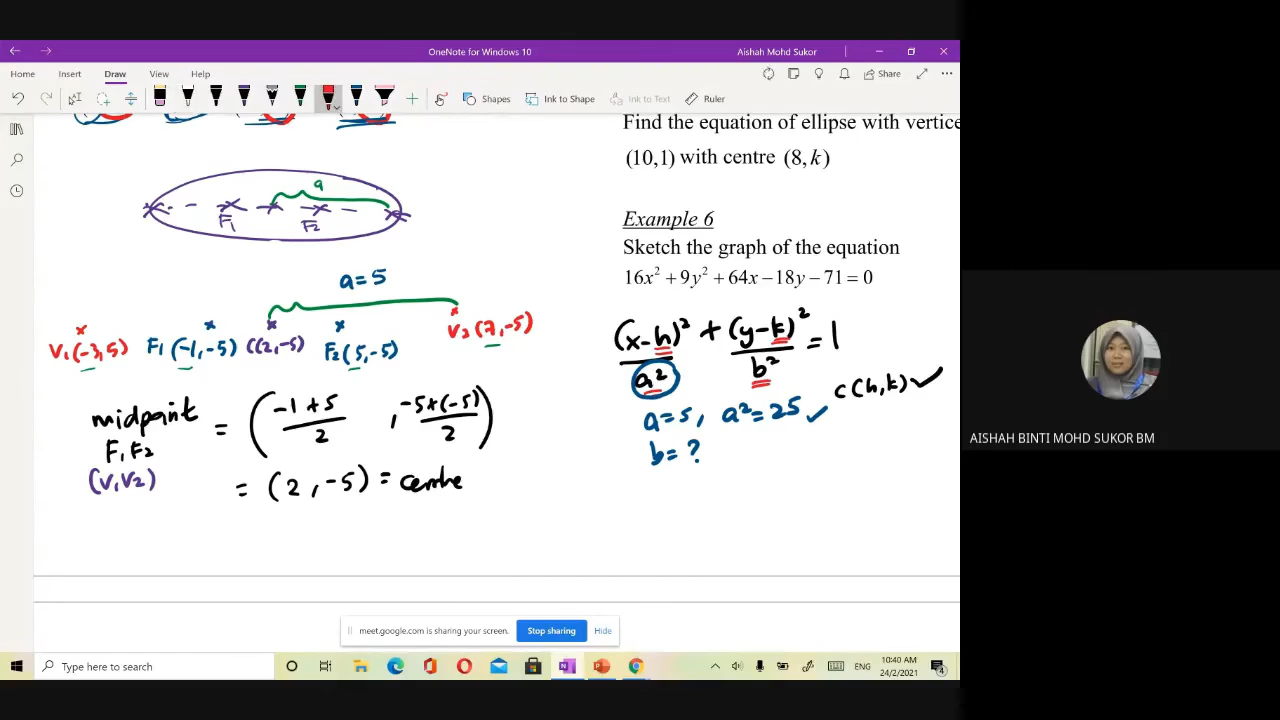 OneNote for Windows 10
Aishah Mohd Sukor
Home Insert Draw View Help
Share
Shapes
Ink to Shape
Ink to Text
Ruler
a
F1 F2
a=5
V1(-3,5) F1(-1,-5) C(2,-5) F2(5,-5) V2(7,-5)
midpoint = (-1+5/2 , -5+(-5)/2)
F1F2
(V1V2)
= (2,-5) = centre
Find the equation of ellipse with vertice
(10,1) with centre (8,k)
Example 6
Sketch the graph of the equation
16x²+9y²+64x−18y−71=0
(x-h)²/a² + (y-k)²/b² = 1
C(h,k) ✓
a=5, a²=25 ✓
b=?
AISHAH BINTI MOHD SUKOR BM
meet.google.com is sharing your screen.
Stop sharing
Hide
Type here to search
ENG
10:40 AM
24/2/2021
4